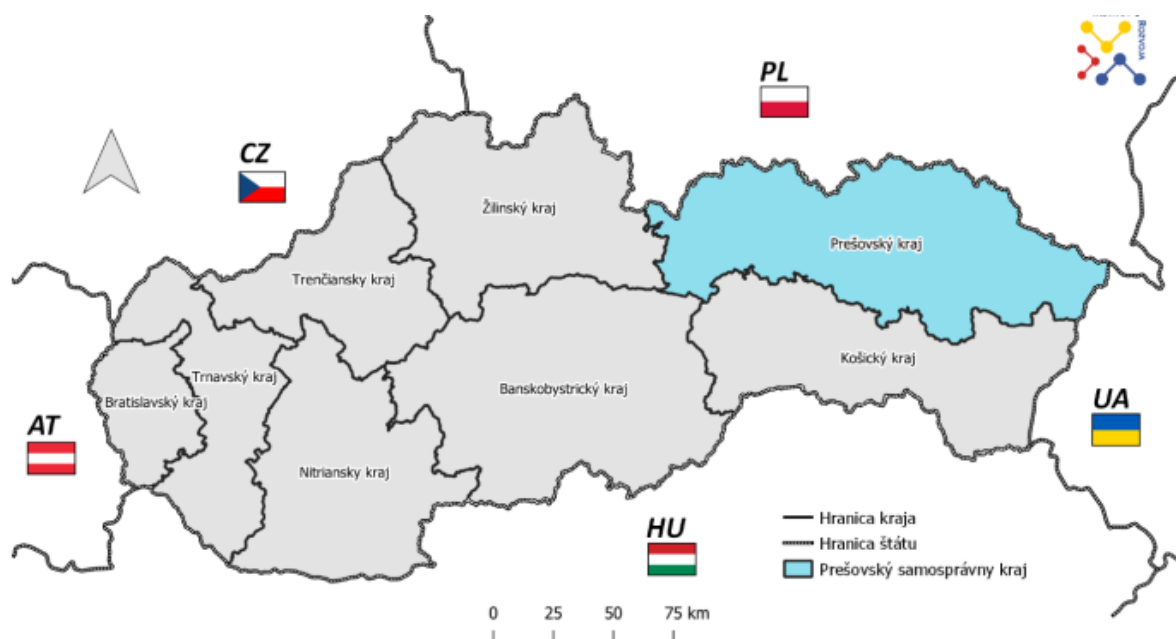 Rozvoja
PL
CZ
Žilinský kraj
Prešovský kraj
Trenčiansky kraj
Košický kraj
Trnavský kraj
Banskobystrický kraj
Bratislavský kraj
AT
UA
Nitriansky kraj
HU
Hranica kraja
Hranica štátu
Prešovský samosprávny kraj
0 25 50 75 km